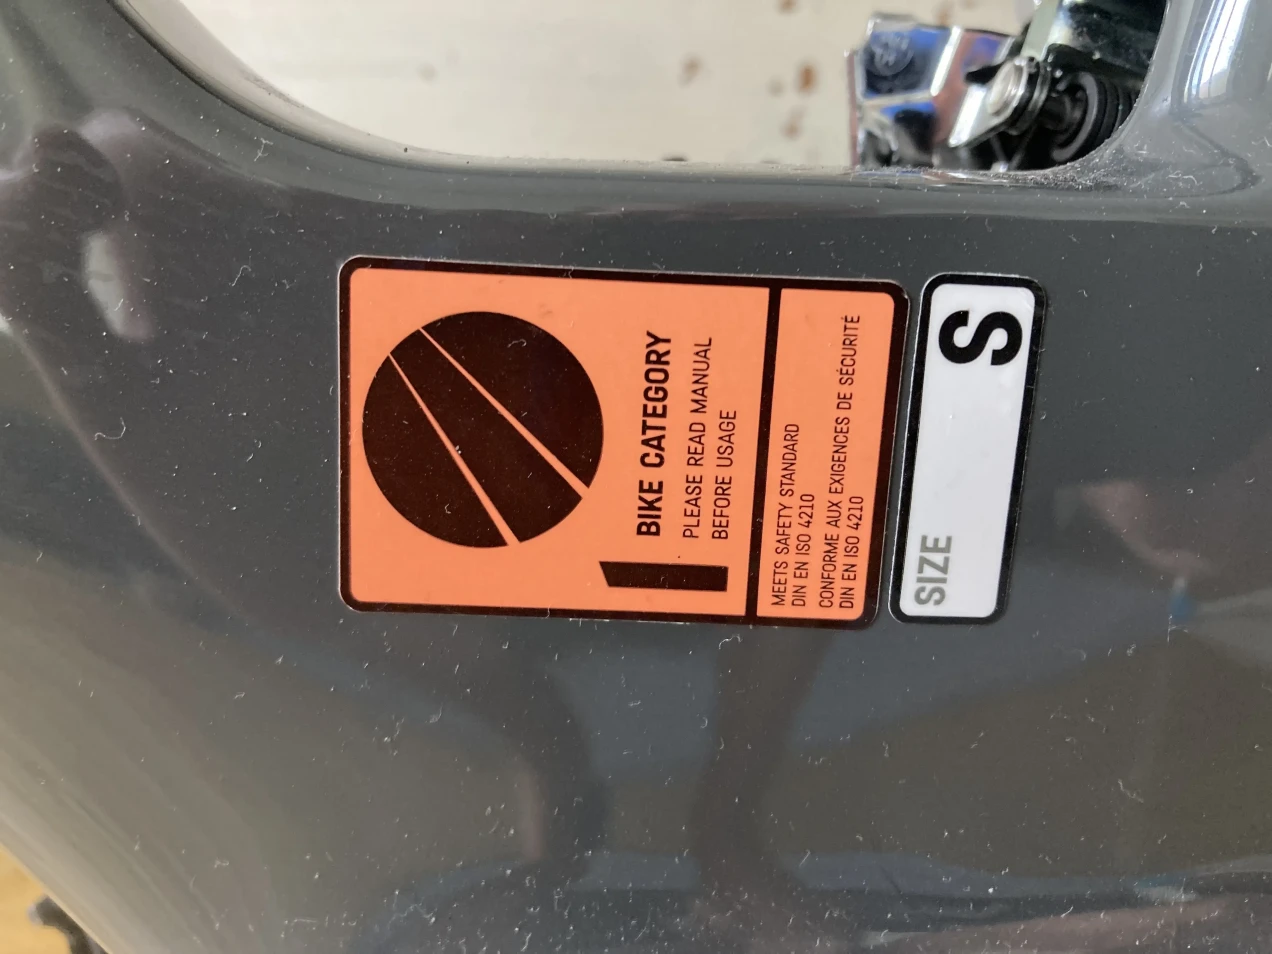 1
BIKE CATEGORY
PLEASE READ MANUAL
BEFORE USAGE
MEETS SAFETY STANDARD
DIN EN ISO 4210
CONFORME AUX EXIGENCES DE SÉCURITÉ
DIN EN ISO 4210
SIZE S